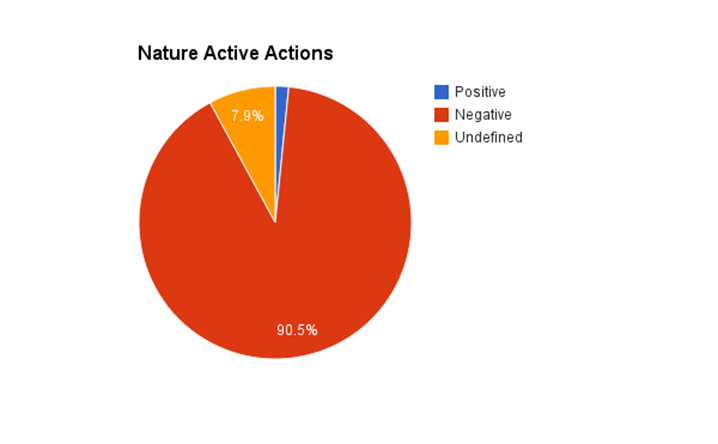 Nature Active Actions
Positive
Negative
Undefined
7.9%
90.5%